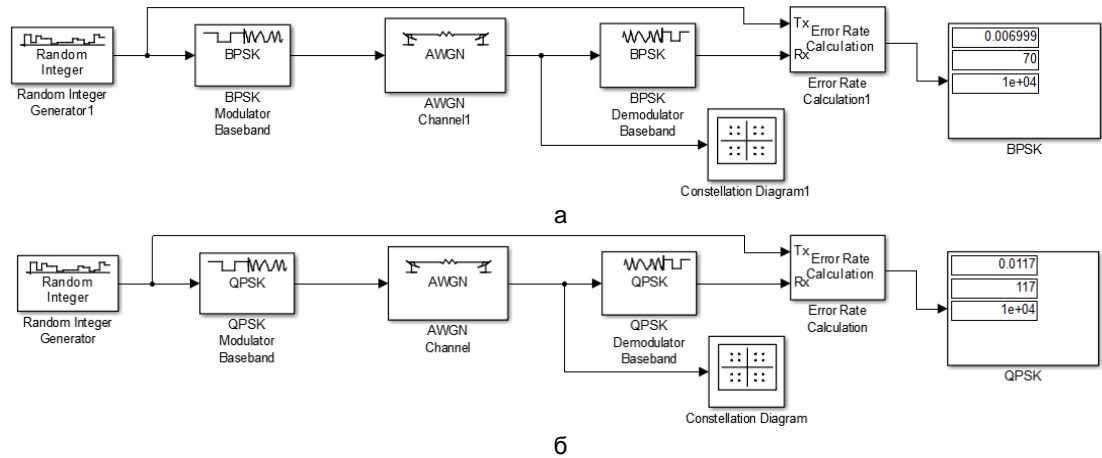 Random
Integer
Random Integer
Generator1
BPSK
BPSK
Modulator
Baseband
AWGN
AWGN
Channel1
BPSK
BPSK
Demodulator
Baseband
Constellation Diagram1
Tx
Rx
Error Rate
Calculation
Error Rate
Calculation1
0.006999
70
1e+04
BPSK
а
Random
Integer
Random Integer
Generator
QPSK
QPSK
Modulator
Baseband
AWGN
AWGN
Channel
QPSK
QPSK
Demodulator
Baseband
Constellation Diagram
Tx
Rx
Error Rate
Calculation
Error Rate
Calculation
0.0117
117
1e+04
QPSK
б